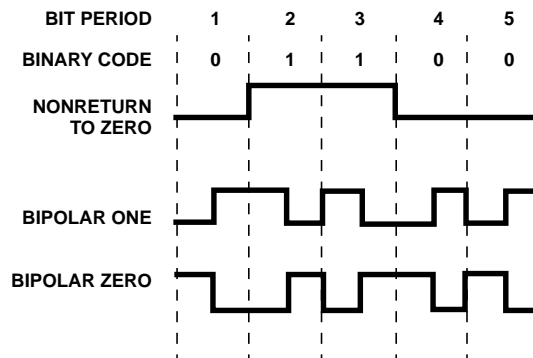 BIT PERIOD 1 2 3 4 5
BINARY CODE 0 1 1 0 0
NONRETURN
TO ZERO
BIPOLAR ONE
BIPOLAR ZERO